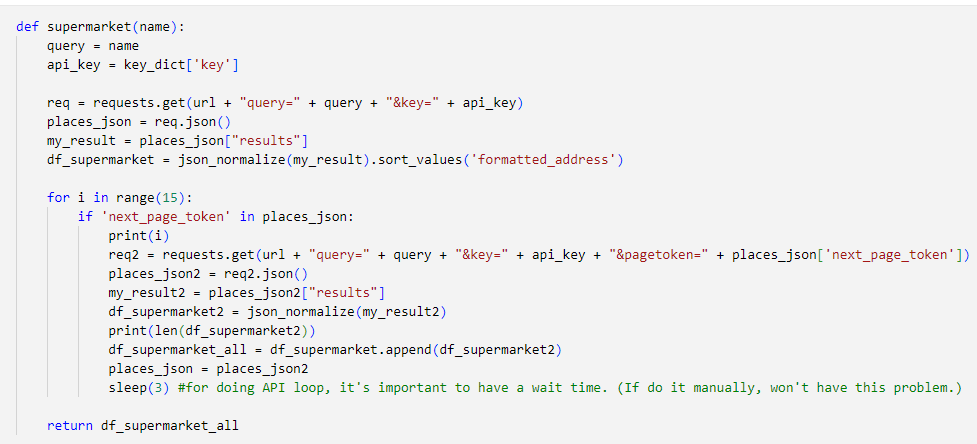 def supermarket(name):
    query = name
    api_key = key_dict['key']

    req = requests.get(url + "query=" + query + "&key=" + api_key)
    places_json = req.json()
    my_result = places_json["results"]
    df_supermarket = json_normalize(my_result).sort_values('formatted_address')

    for i in range(15):
        if 'next_page_token' in places_json:
            print(i)
            req2 = requests.get(url + "query=" + query + "&key=" + api_key + "&pagetoken=" + places_json['next_page_token'])
            places_json2 = req2.json()
            my_result2 = places_json2["results"]
            df_supermarket2 = json_normalize(my_result2)
            print(len(df_supermarket2))
            df_supermarket_all = df_supermarket.append(df_supermarket2)
            places_json = places_json2
            sleep(3) #for doing API loop, it's important to have a wait time. (If do it manually, won't have this problem.)

    return df_supermarket_all